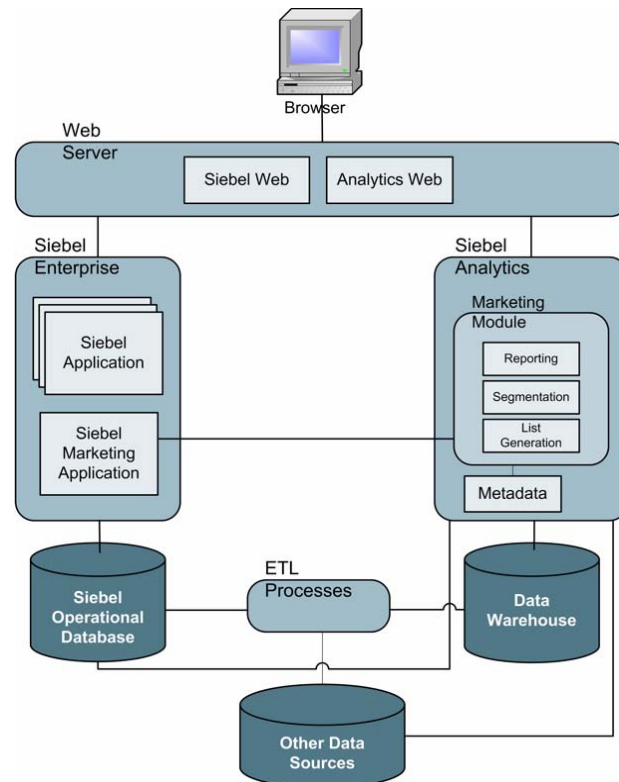 Browser
Web
Server
Siebel Web
Analytics Web
Siebel
Enterprise
Siebel
Application
Siebel
Marketing
Application
Siebel
Analytics
Marketing
Module
Reporting
Segmentation
List
Generation
Metadata
Siebel
Operational
Database
ETL
Processes
Data
Warehouse
Other Data
Sources